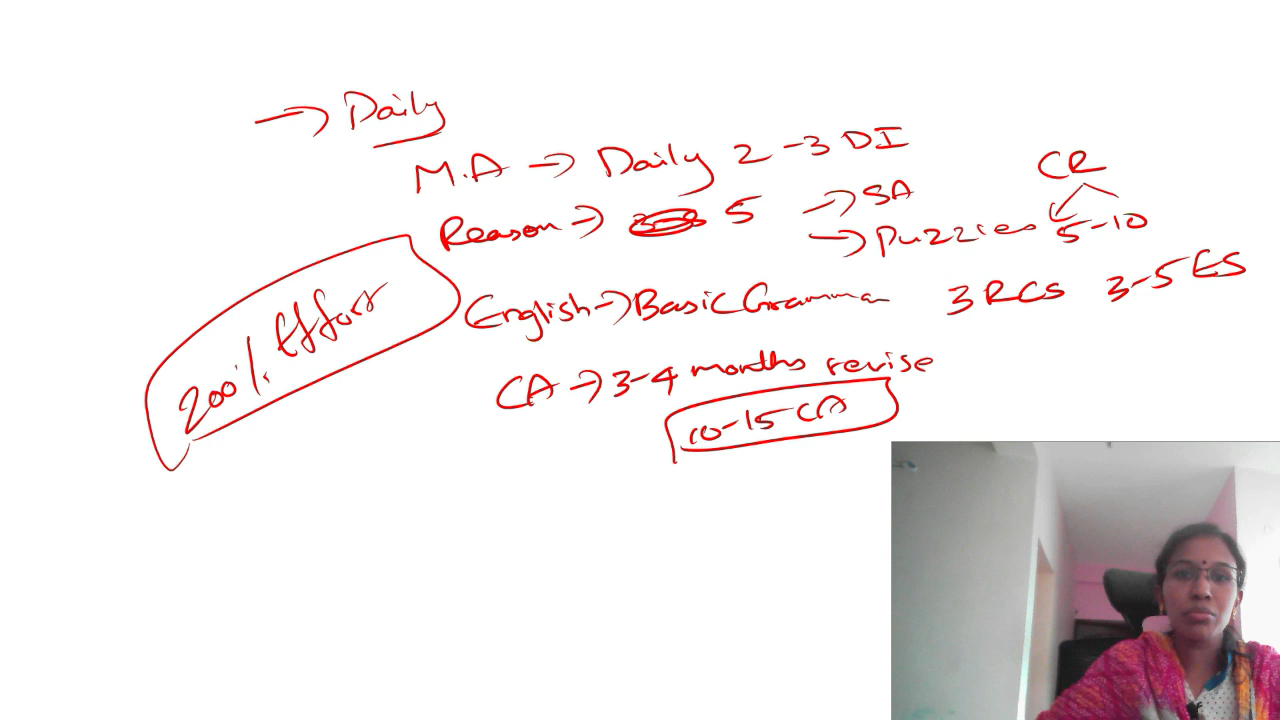 → Daily
M.A → Daily 2-3 DI
CR
Reason → 5 → SA
→ Puzzles 5-10
English → Basic Gramma 3 RCS 3-5 ES
200% Effort
CA → 3-4 months revise
10-15 CA